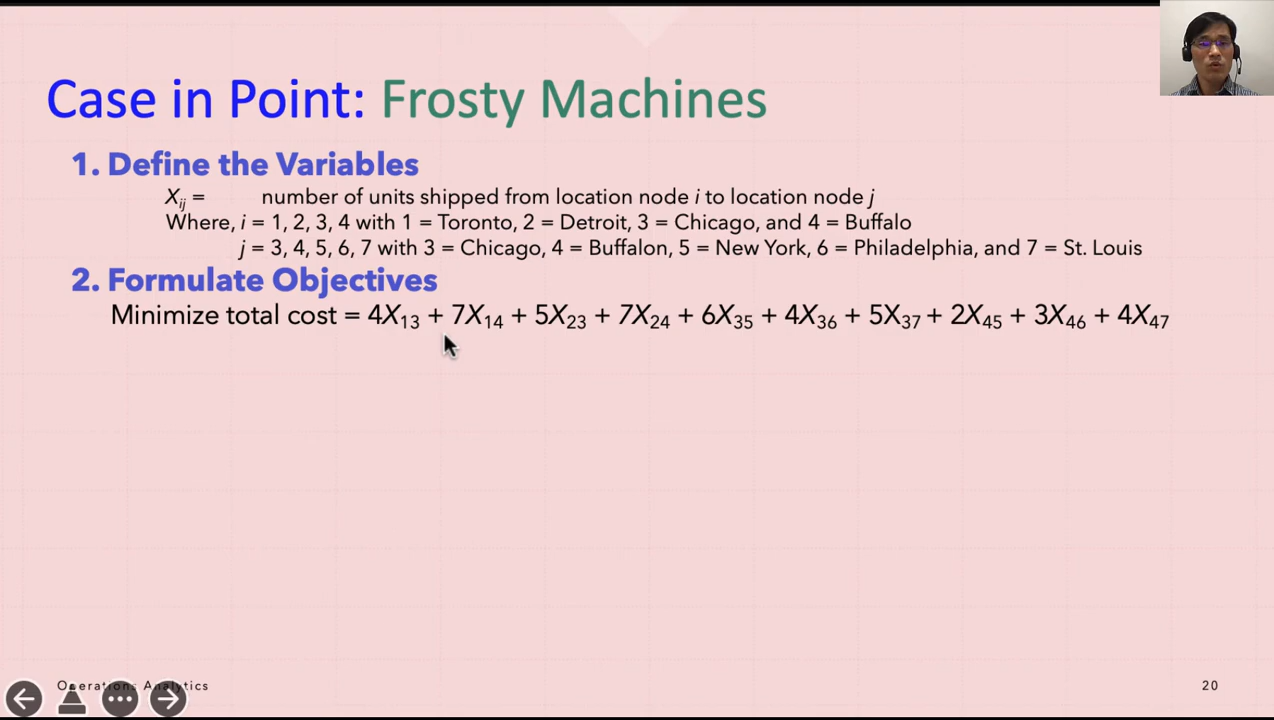 Case in Point: Frosty Machines
1. Define the Variables
Xij = number of units shipped from location node i to location node j
Where, i = 1, 2, 3, 4 with 1 = Toronto, 2 = Detroit, 3 = Chicago, and 4 = Buffalo
j = 3, 4, 5, 6, 7 with 3 = Chicago, 4 = Buffalon, 5 = New York, 6 = Philadelphia, and 7 = St. Louis
2. Formulate Objectives
Minimize total cost = 4X13 + 7X14 + 5X23 + 7X24 + 6X35 + 4X36 + 5X37 + 2X45 + 3X46 + 4X47
Operations Analytics
20